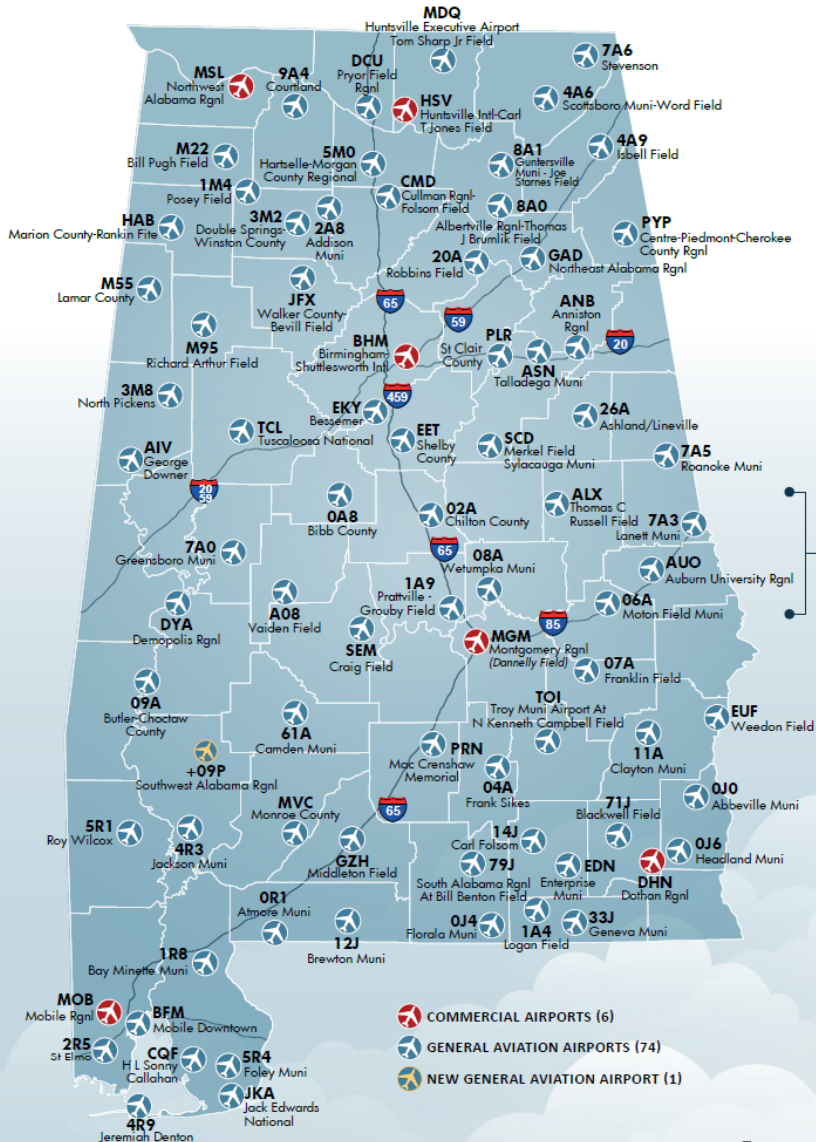 MDQ
Huntsville Executive Airport
Tom Sharp Jr Field
7A6
Stevenson
MSL
Northwest
Alabama Rgnl
9A4
Courtland
DCU
Pryor Field
Rgnl
HSV
Huntsville Intl-Carl
T Jones Field
4A6
Scottsboro Muni-Word Field
M22
Bill Pugh Field
5M0
Hartselle-Morgan
County Regional
8A1
Guntersville
Muni - Joe
Starnes Field
4A9
Isbell Field
1M4
Posey Field
CMD
Cullman Rgnl-
Folsom Field
HAB
Marion County-Rankin Fite
3M2
Double Springs-
Winston County
2A8
Addison
Muni
8A0
Albertville Rgnl-Thomas
J Brumlik Field
PYP
Centre-Piedmont-Cherokee
County Rgnl
20A
Robbins Field
GAD
Northeast Alabama Rgnl
M55
Lamar County
JFX
Walker County-
Bevill Field
65
59
ANB
Anniston
Rgnl
M95
Richard Arthur Field
BHM
Birmingham-
Shuttlesworth Intl
St Clair
County
PLR
ASN
Talladega Muni
20
3M8
North Pickens
459
EKY
Bessemer
26A
Ashland/Lineville
TCL
Tuscaloosa National
EET
Shelby
County
SCD
Merkel Field
Sylacauga Muni
AIV
George
Downer
7A5
Roanoke Muni
20
59
0A8
Bibb County
02A
Chilton County
ALX
Thomas C
Russell Field
7A3
Lanett Muni
7A0
Greensboro Muni
65
08A
Wetumpka Muni
AUO
Auburn University Rgnl
DYA
Demopolis Rgnl
A08
Vaiden Field
1A9
Prattville -
Grouby Field
06A
Moton Field Muni
SEM
Craig Field
85
MGM
Montgomery Rgnl
(Dannelly Field)
07A
Franklin Field
09A
Butler-Choctaw
County
61A
Camden Muni
TOI
Troy Muni Airport At
N Kenneth Campbell Field
EUF
Weedon Field
+09P
Southwest Alabama Rgnl
PRN
Mac Crenshaw
Memorial
04A
Frank Sikes
11A
Clayton Muni
0J0
Abbeville Muni
65
5R1
Roy Wilcox
4R3
Jackson Muni
MVC
Monroe County
71J
Blackwell Field
GZH
Middleton Field
14J
Carl Folsom
0J6
Headland Muni
79J
South Alabama Rgnl
At Bill Benton Field
EDN
Enterprise
Muni
DHN
Dothan Rgnl
0R1
Atmore Muni
12J
Brewton Muni
0J4
Florala Muni
1A4
Logan Field
33J
Geneva Muni
1R8
Bay Minette Muni
MOB
Mobile Rgnl
BFM
Mobile Downtown
2R5
St Elmo
CQF
H L Sonny
Callahan
5R4
Foley Muni
JKA
Jack Edwards
National
4R9
Jeremiah Denton
COMMERCIAL AIRPORTS (6)
GENERAL AVIATION AIRPORTS (74)
NEW GENERAL AVIATION AIRPORT (1)